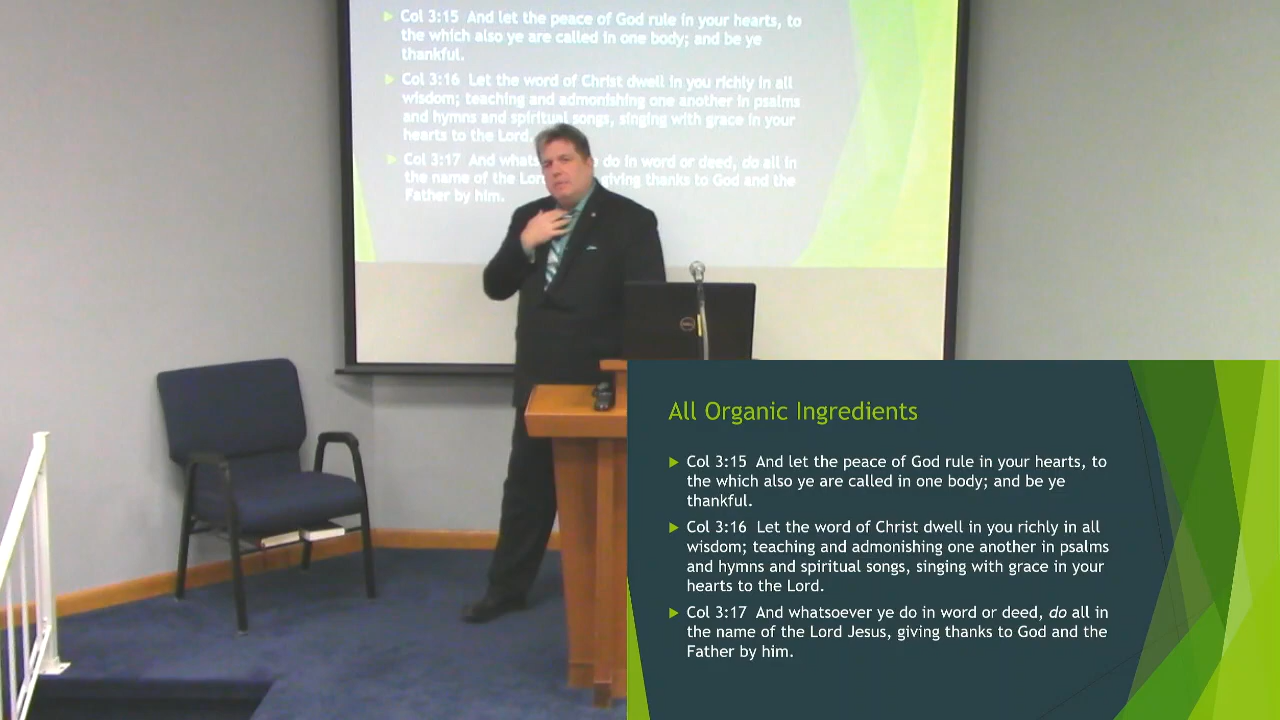 Col 3:15 And let the peace of God rule in your hearts, to
the which also ye are called in one body; and be ye
thankful.
Col 3:16 Let the word of Christ dwell in you richly in all
wisdom; teaching and admonishing one another in psalms
and hymns and spiritual songs, singing with grace in your
hearts to the Lord.
Col 3:17 And whats do in word or deed, do all in
the name of the Lor giving thanks to God and the
Father by him.
DELL
All Organic Ingredients
Col 3:15 And let the peace of God rule in your hearts, to
the which also ye are called in one body; and be ye
thankful.
Col 3:16 Let the word of Christ dwell in you richly in all
wisdom; teaching and admonishing one another in psalms
and hymns and spiritual songs, singing with grace in your
hearts to the Lord.
Col 3:17 And whatsoever ye do in word or deed, do all in
the name of the Lord Jesus, giving thanks to God and the
Father by him.